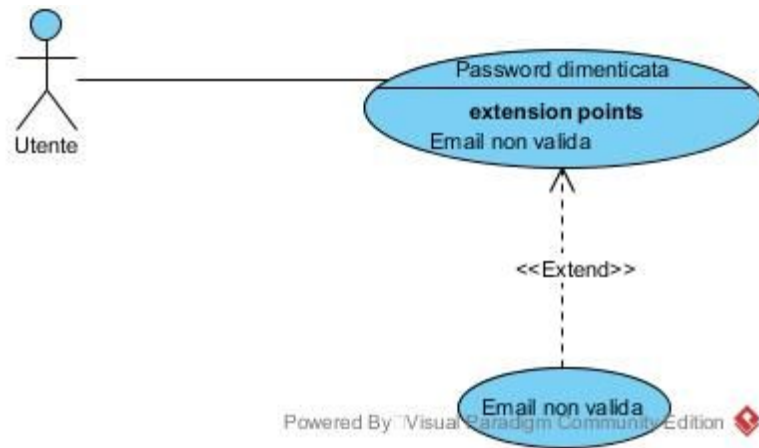 Password dimenticata
extension points
Email non valida
Utente
<<Extend>>
Email non valida
Powered By Visual Paradigm Community Edition